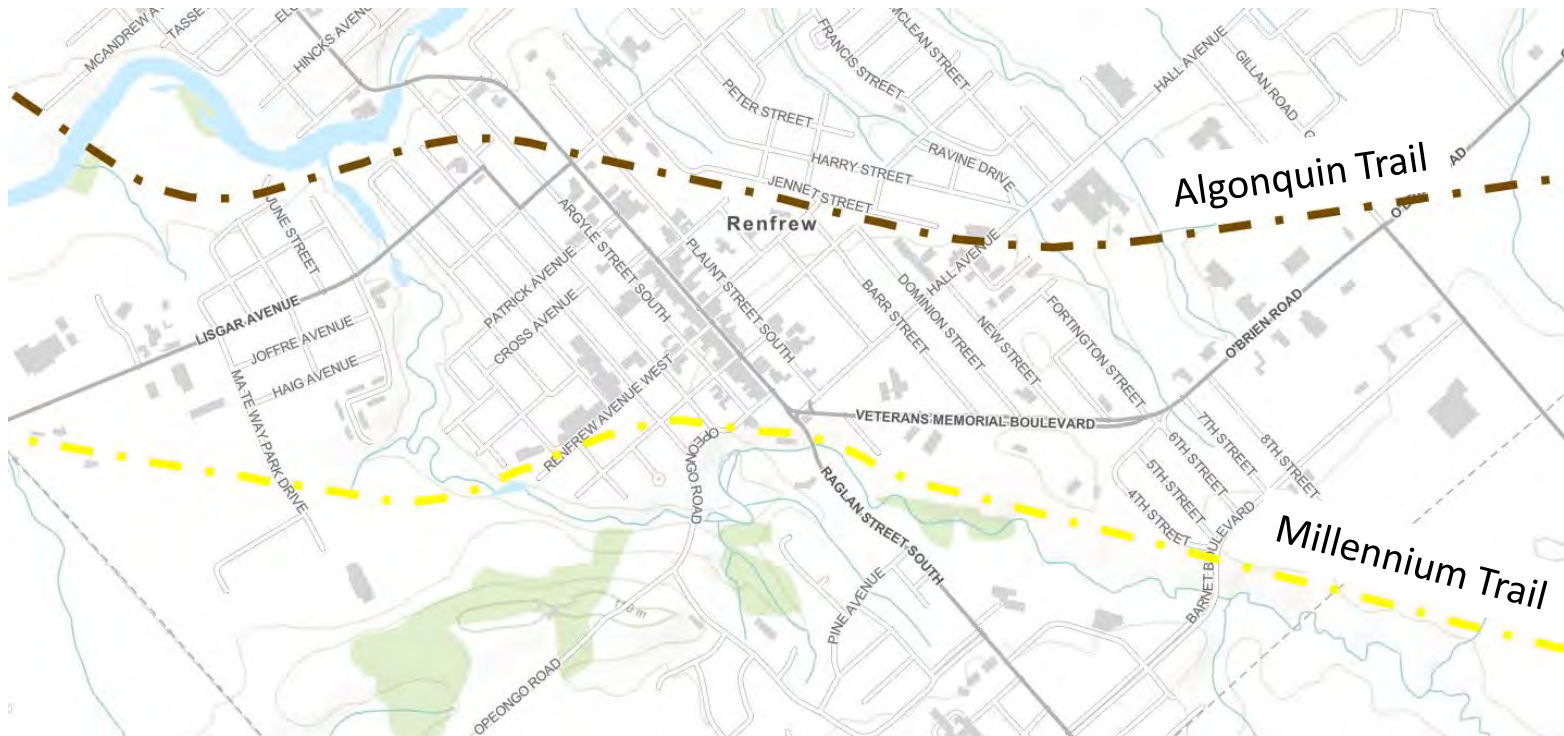 MCANDREW A
TASSE
HINCKS AVENU
FRANCIS STREET
MCLEAN STREET
HALL AVENUE
GILLAN ROAD
PETER STREET
HARRY STREET
RAVINE DRIVE
JENNET STREET
Algonquin Trail
Renfrew
JUNE STREET
ARGYLE STREET SOUTH
PLAUNT STREET SOUTH
PATRICK AVENUE
CROSS AVENUE
HALL AVENUE
BARR STREET
DOMINION STREET
NEW STREET
FORTINGTON STREET
O'BRIEN ROAD
LISGAR AVENUE
JOFFRE AVENUE
HAIG AVENUE
MA-TE-WAY PARK DRIVE
RENFREW AVENUE WEST
VETERANS MEMORIAL BOULEVARD
OPEONGO ROAD
RAGLAN STREET SOUTH
8TH STREET
7TH STREET
6TH STREET
5TH STREET
4TH STREET
BARNET BOULEVARD
Millennium Trail
PINE AVENUE
110 m
OPEONGO ROAD